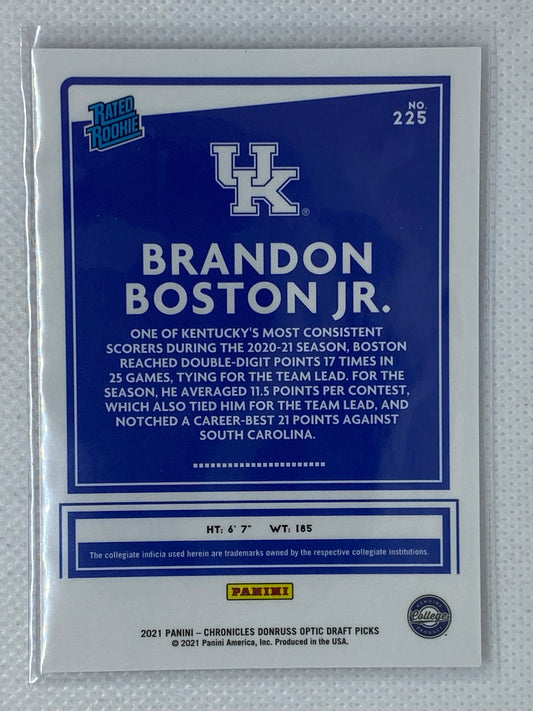 RATED
ROOKIE
NO.
225
UK
®
BRANDON
BOSTON JR.
ONE OF KENTUCKY'S MOST CONSISTENT
SCORERS DURING THE 2020-21 SEASON, BOSTON
REACHED DOUBLE-DIGIT POINTS 17 TIMES IN
25 GAMES, TYING FOR THE TEAM LEAD. FOR THE
SEASON, HE AVERAGED 11.5 POINTS PER CONTEST,
WHICH ALSO TIED HIM FOR THE TEAM LEAD, AND
NOTCHED A CAREER-BEST 21 POINTS AGAINST
SOUTH CAROLINA.
HT: 6' 7" WT: 185
The collegiate indicia used herein are trademarks owned by the respective collegiate institutions.
PANINI
GENUINE
College
PRODUCT
2021 PANINI – CHRONICLES DONRUSS OPTIC DRAFT PICKS
© 2021 Panini America, Inc. Produced in the USA.